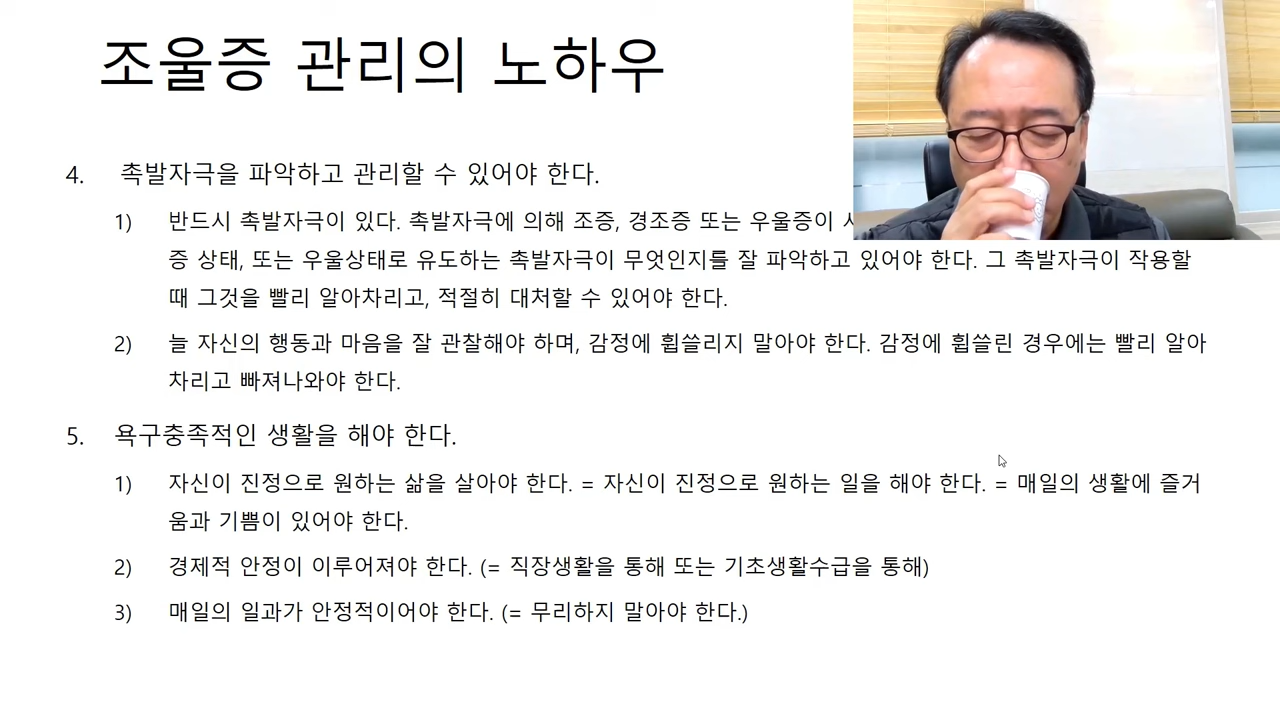 조울증 관리의 노하우
4. 촉발자극을 파악하고 관리할 수 있어야 한다.
1) 반드시 촉발자극이 있다. 촉발자극에 의해 조증, 경조증 또는 우울증이
증 상태, 또는 우울상태로 유도하는 촉발자극이 무엇인지를 잘 파악하고 있어야 한다. 그 촉발자극이 작용할
때 그것을 빨리 알아차리고, 적절히 대처할 수 있어야 한다.
2) 늘 자신의 행동과 마음을 잘 관찰해야 하며, 감정에 휩쓸리지 말아야 한다. 감정에 휩쓸린 경우에는 빨리 알아
차리고 빠져나와야 한다.
5. 욕구충족적인 생활을 해야 한다.
1) 자신이 진정으로 원하는 삶을 살아야 한다. = 자신이 진정으로 원하는 일을 해야 한다. = 매일의 생활에 즐거
움과 기쁨이 있어야 한다.
2) 경제적 안정이 이루어져야 한다. (= 직장생활을 통해 또는 기초생활수급을 통해)
3) 매일의 일과가 안정적이어야 한다. (= 무리하지 말아야 한다.)